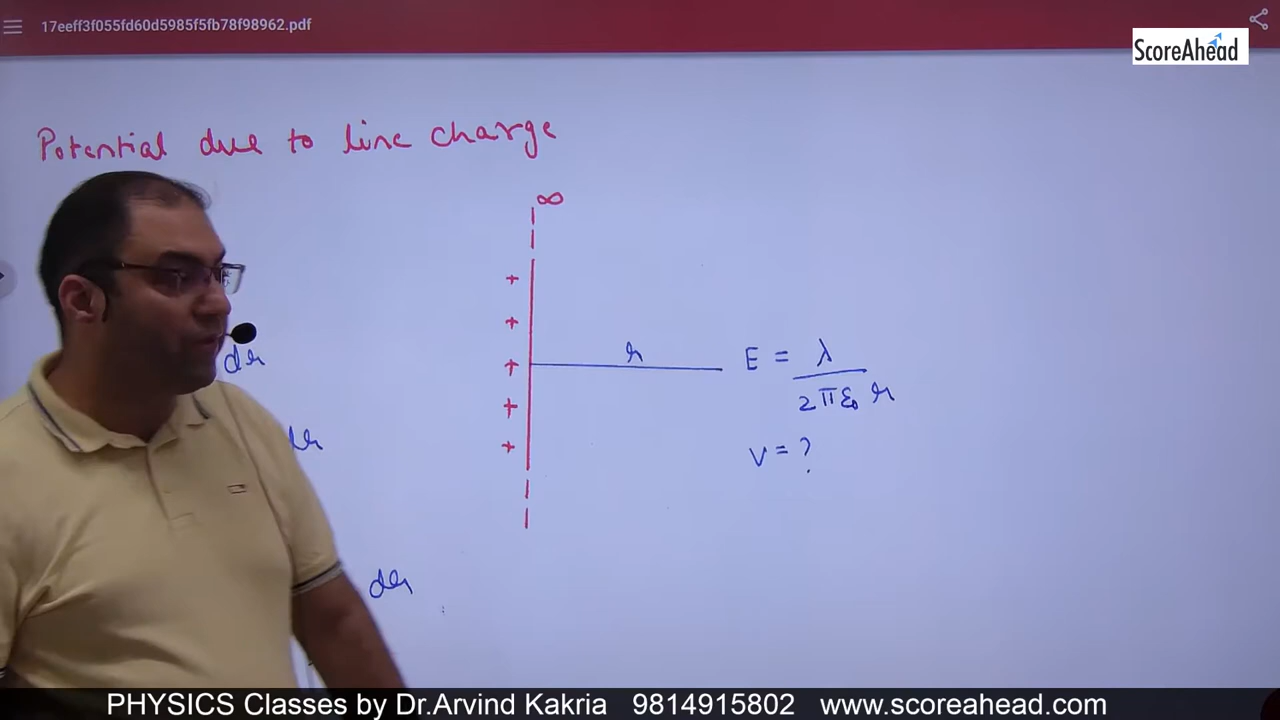 17eeff3f055fd60d5985f5fb78f98962.pdf
ScoreAhead
Potential due to line charge
∞
+
+
+
+
+
r
E = λ / 2πε₀ r
V = ?
dr
dr
dr
PHYSICS Classes by Dr.Arvind Kakria 9814915802 www.scoreahead.com